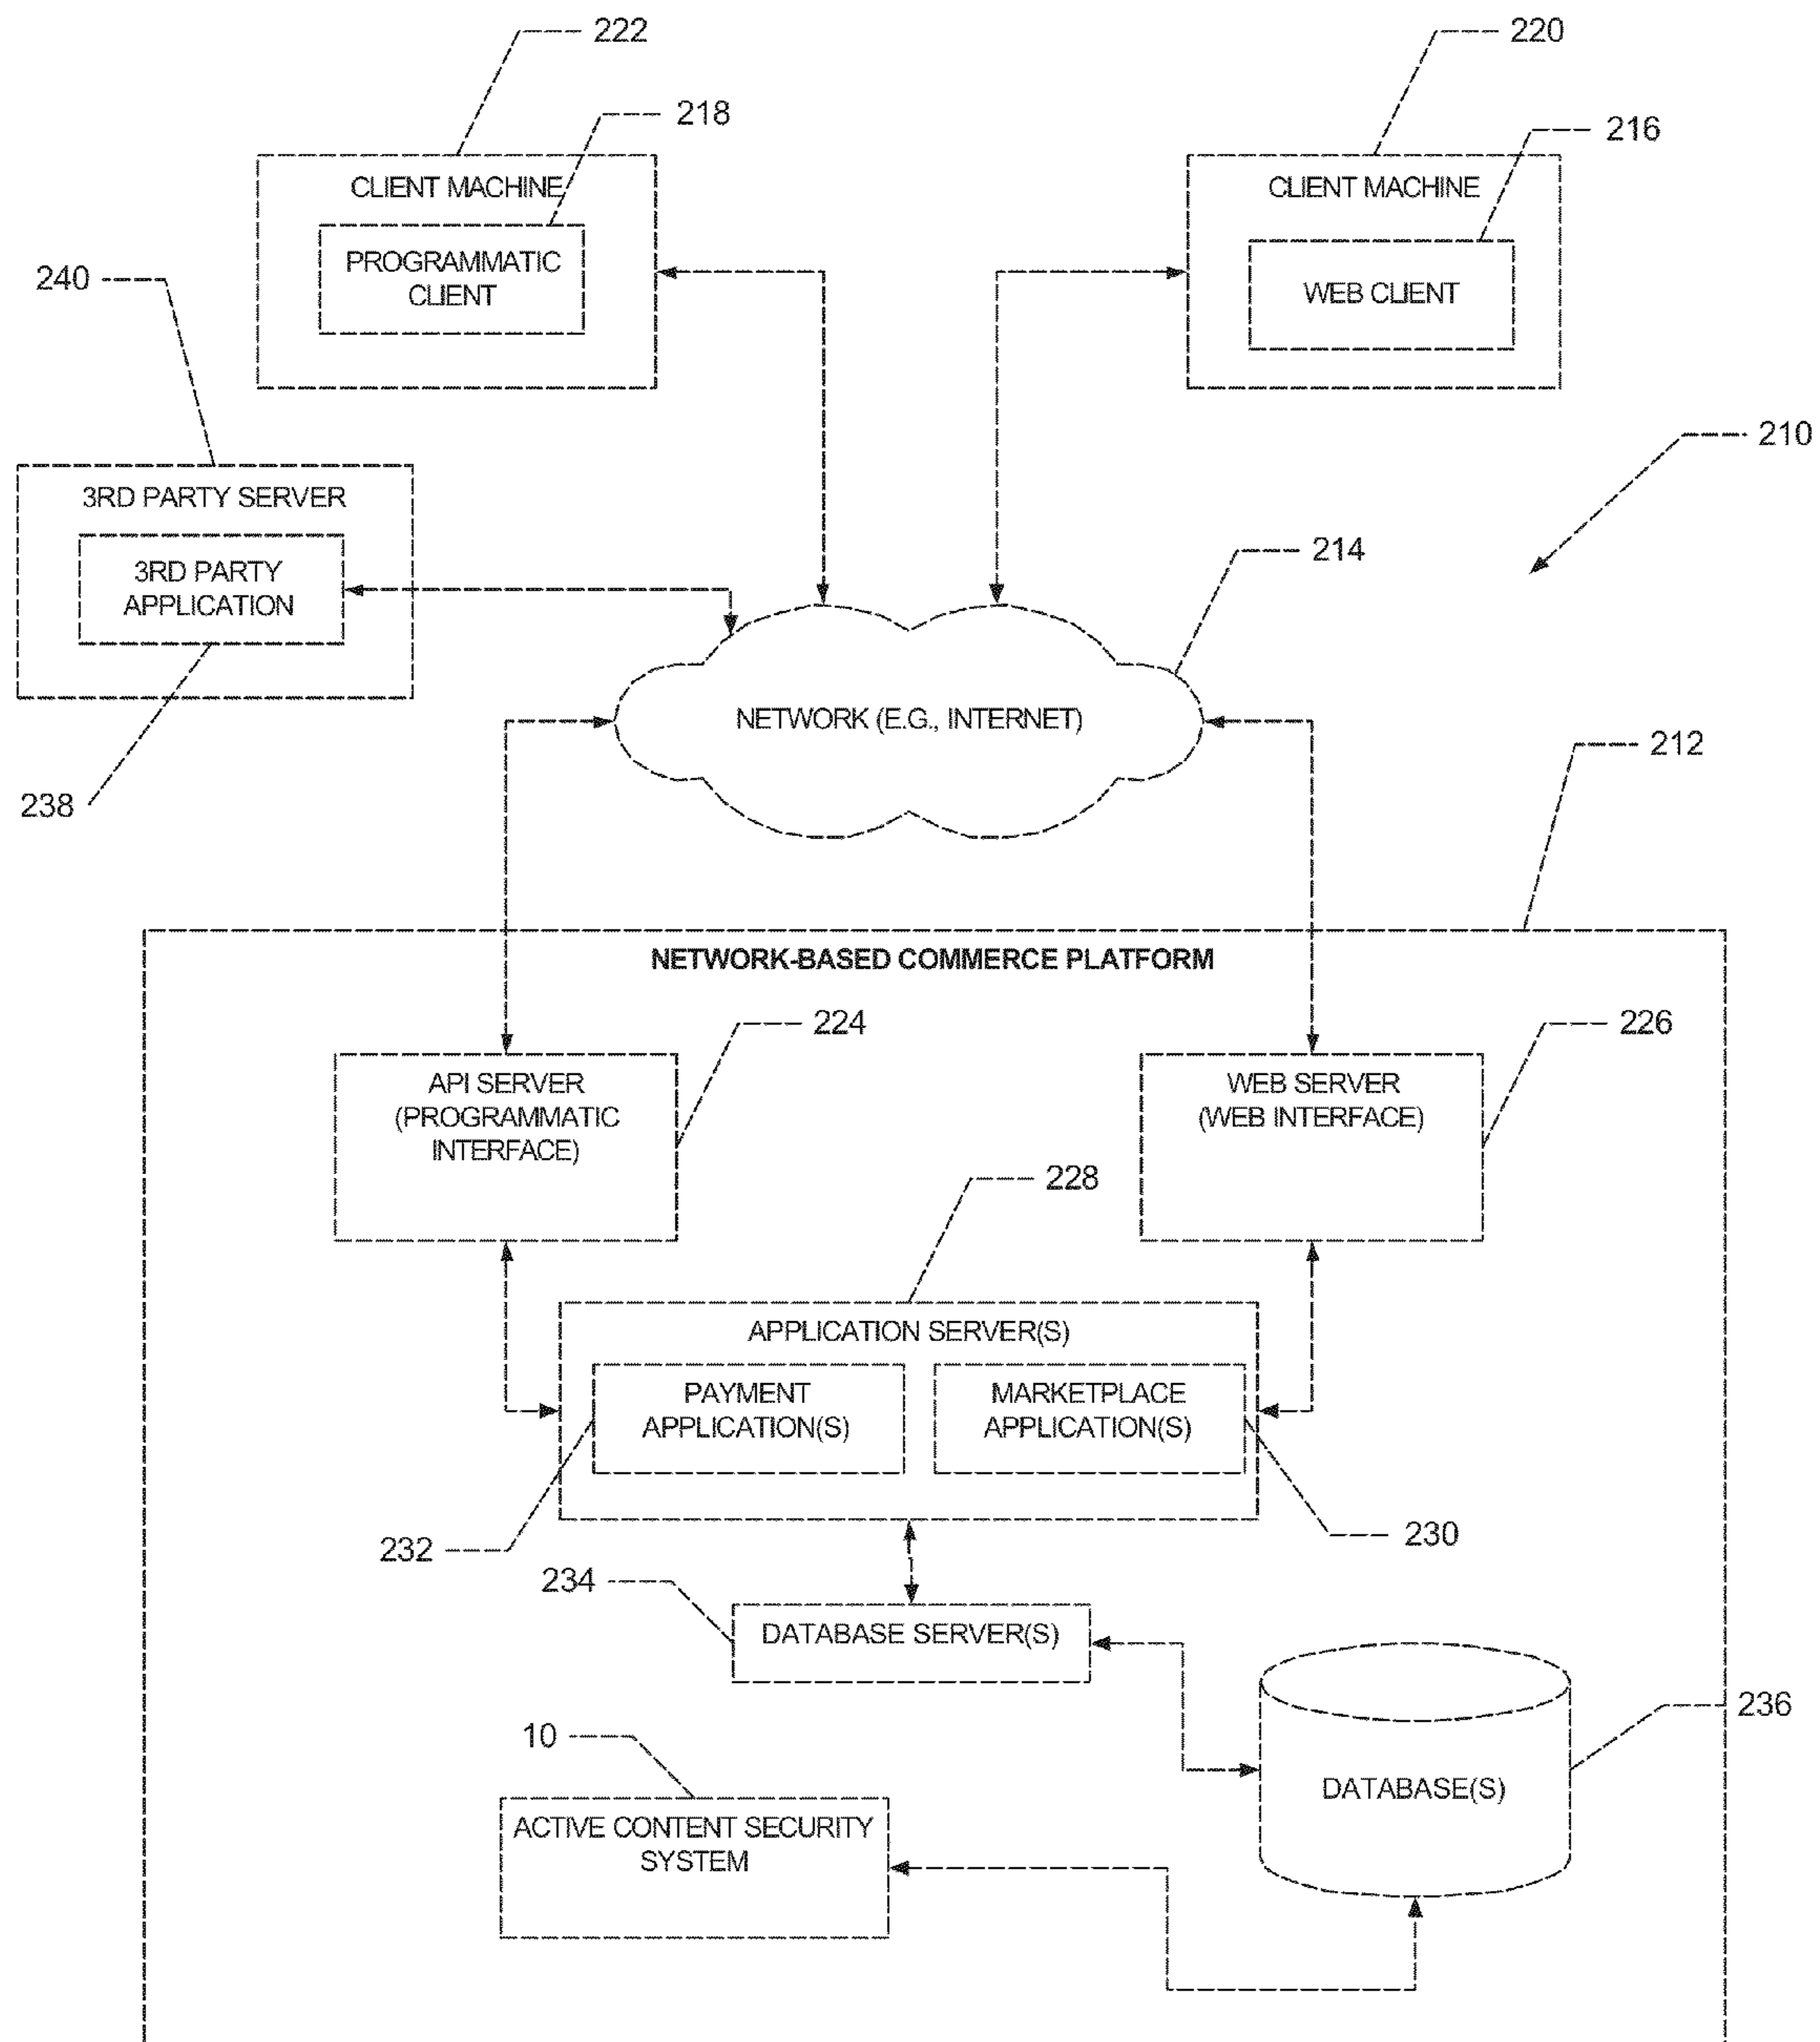 222
220
218
216
CLIENT MACHINE
CLIENT MACHINE
PROGRAMMATIC
CLIENT
WEB CLIENT
240
210
3RD PARTY SERVER
214
3RD PARTY
APPLICATION
NETWORK (E.G., INTERNET)
212
238
NETWORK-BASED COMMERCE PLATFORM
224
226
API SERVER
(PROGRAMMATIC
INTERFACE)
WEB SERVER
(WEB INTERFACE)
228
APPLICATION SERVER(S)
PAYMENT
APPLICATION(S)
MARKETPLACE
APPLICATION(S)
232
230
234
DATABASE SERVER(S)
236
10
DATABASE(S)
ACTIVE CONTENT SECURITY
SYSTEM